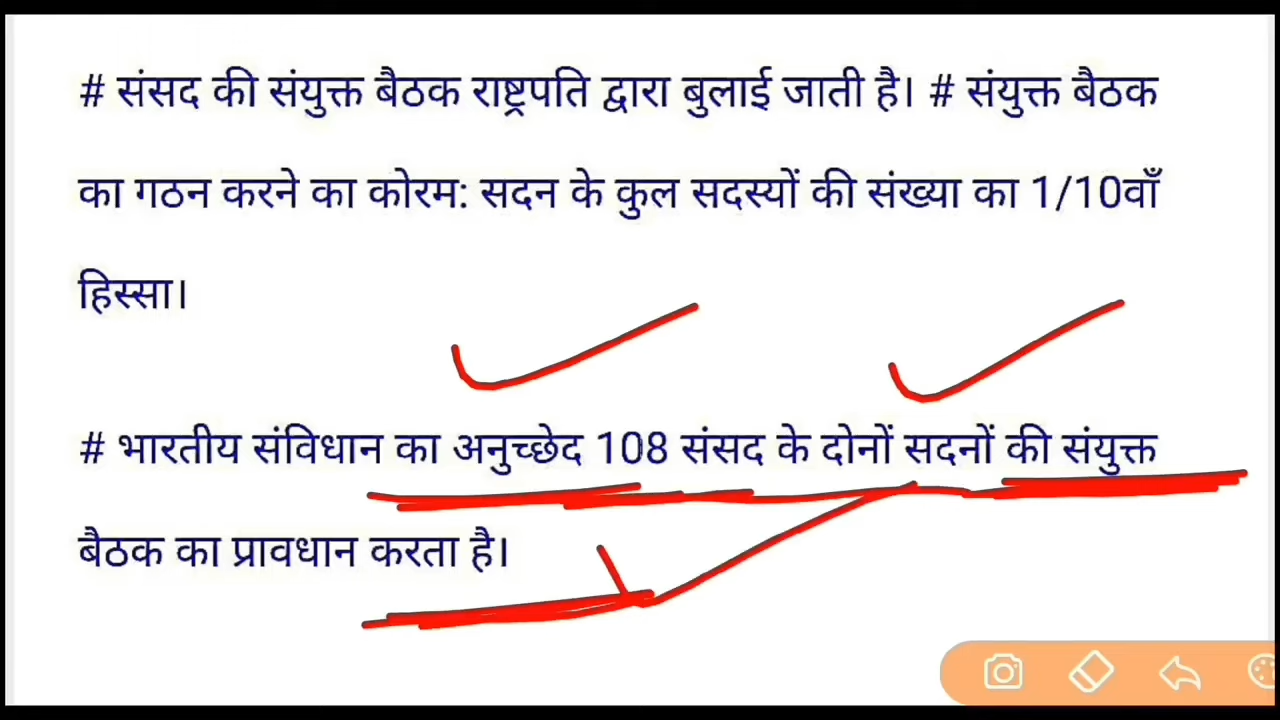 # संसद की संयुक्त बैठक राष्ट्रपति द्वारा बुलाई जाती है। # संयुक्त बैठक
का गठन करने का कोरम: सदन के कुल सदस्यों की संख्या का 1/10वाँ
हिस्सा।
# भारतीय संविधान का अनुच्छेद 108 संसद के दोनों सदनों की संयुक्त
बैठक का प्रावधान करता है।